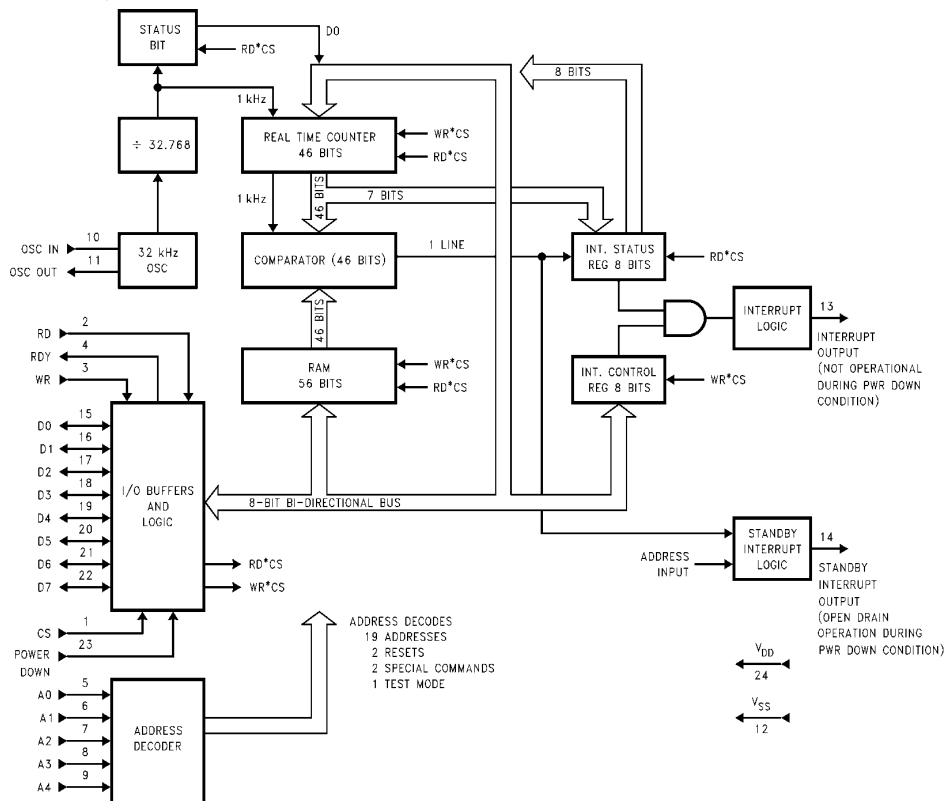 STATUS
BIT
D0
RD*CS
8 BITS
1 kHz
÷ 32.768
REAL TIME COUNTER
46 BITS
WR*CS
RD*CS
1 kHz
46 BITS
7 BITS
OSC IN
10
OSC OUT
11
32 kHz
OSC
COMPARATOR (46 BITS)
1 LINE
INT. STATUS
REG 8 BITS
RD*CS
46 BITS
INTERRUPT
LOGIC
13
INTERRUPT
OUTPUT
(NOT OPERATIONAL
DURING PWR DOWN
CONDITION)
RD
2
RDY
4
WR
3
RAM
56 BITS
WR*CS
RD*CS
INT. CONTROL
REG 8 BITS
WR*CS
D0
15
D1
16
D2
17
D3
18
D4
19
D5
20
D6
21
D7
22
I/O BUFFERS
AND
LOGIC
8-BIT BI-DIRECTIONAL BUS
RD*CS
WR*CS
ADDRESS
INPUT
STANDBY
INTERRUPT
LOGIC
14
STANDBY
INTERRUPT
OUTPUT
(OPEN DRAIN
OPERATION DURING
PWR DOWN CONDITION)
CS
1
POWER
DOWN
23
ADDRESS DECODES
19 ADDRESSES
2 RESETS
2 SPECIAL COMMANDS
1 TEST MODE
VDD
24
VSS
12
A0
5
A1
6
A2
7
A3
8
A4
9
ADDRESS
DECODER